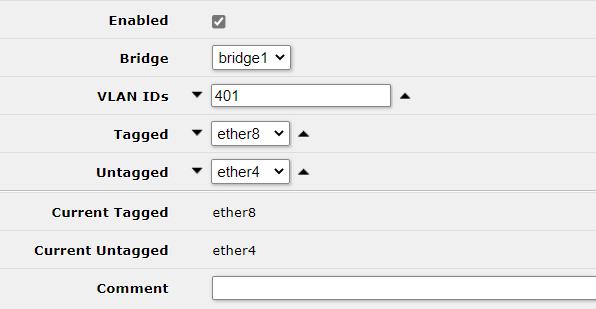 Enabled
Bridge bridge1
VLAN IDs 401
Tagged ether8
Untagged ether4
Current Tagged ether8
Current Untagged ether4
Comment